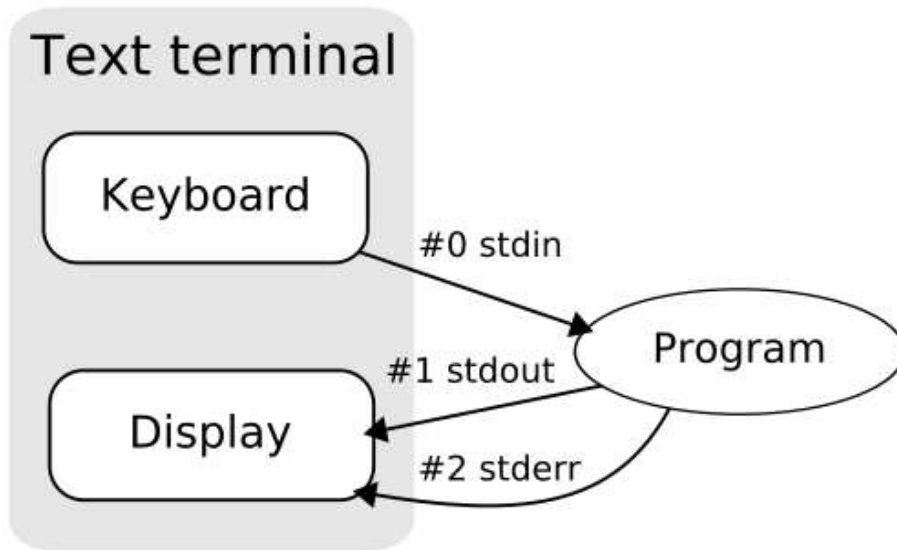 Text terminal
Keyboard
#0 stdin
Program
#1 stdout
Display
#2 stderr